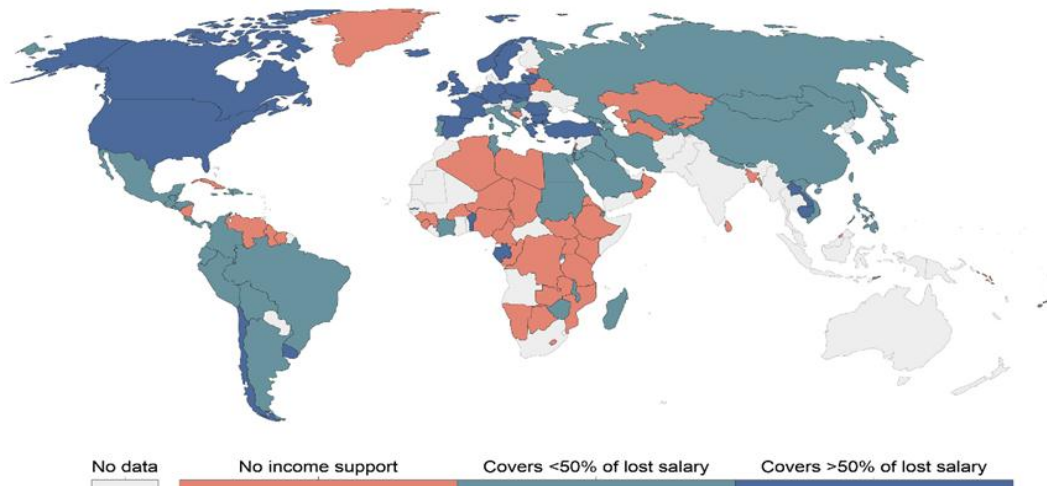 No data
No income support
Covers <50% of lost salary
Covers >50% of lost salary